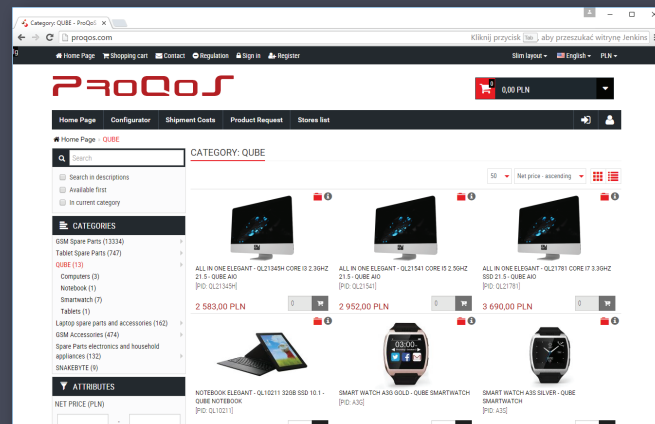 Category: QUBE - ProQoS
proqos.com
Kliknij przycisk Tab, aby przeszukać witrynę Jenkins
Home Page Shopping cart Contact Regulation Sign in Register
Slim layout English PLN
ProQoS
0 0,00 PLN
Home Page Configurator Shipment Costs Product Request Stores list
Home Page QUBE
Search
Search in descriptions
Available first
In current category
CATEGORIES
GSM Spare Parts (13334)
Tablet Spare Parts (747)
QUBE (13)
Computers (3)
Notebook (1)
Smartwatch (7)
Tablets (1)
Laptop spare parts and accessories (162)
GSM Accessories (474)
Spare Parts electronics and household
appliances (132)
SNAKEBYTE (9)
ATTRIBUTES
NET PRICE (PLN)
-
CATEGORY: QUBE
50 Net price - ascending
ALL IN ONE ELEGANT - QL21345H CORE I3 2.3GHZ
21.5 - QUBE AIO
[PID: QL21345H]
2 583,00 PLN 0
ALL IN ONE ELEGANT - QL21541 CORE I5 2.5GHZ
21.5 - QUBE AIO
[PID: QL21541]
2 952,00 PLN 0
ALL IN ONE ELEGANT - QL21781 CORE I7 3.3GHZ
SSD 21.5 - QUBE AIO
[PID: QL21781]
3 690,00 PLN 0
NOTEBOOK ELEGANT - QL10211 32GB SSD 10.1 -
QUBE NOTEBOOK
[PID: QL10211]
03:00
SMART WATCH A3G GOLD - QUBE SMARTWATCH
[PID: A3G]
SMART WATCH A3S SILVER - QUBE
SMARTWATCH
[PID: A3S]